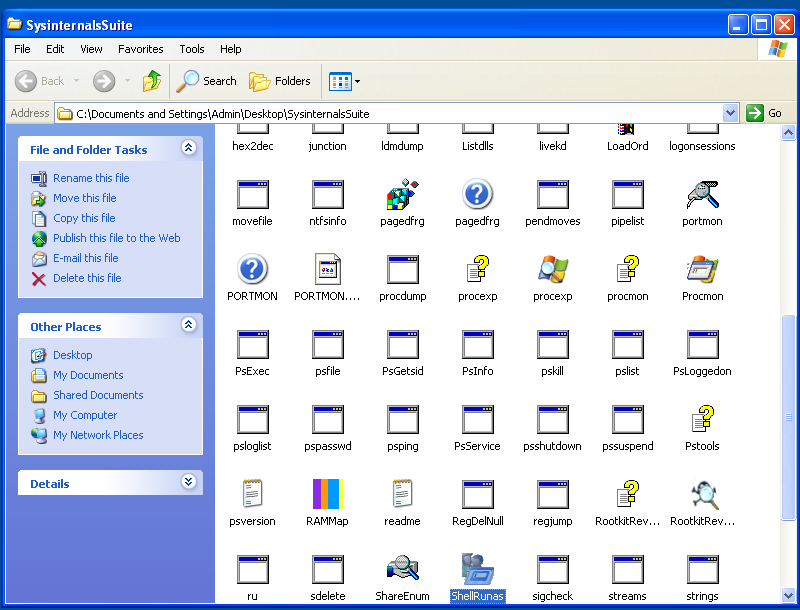 SysinternalsSuite
File Edit View Favorites Tools Help
Back Search Folders
Address C:\Documents and Settings\Admin\Desktop\SysinternalsSuite Go
File and Folder Tasks
Rename this file
Move this file
Copy this file
Publish this file to the Web
E-mail this file
Delete this file
Other Places
Desktop
My Documents
Shared Documents
My Computer
My Network Places
Details
hex2dec junction ldmdump Listdlls livekd LoadOrd logonsessions
movefile ntfsinfo pagedfrg pagedfrg pendmoves pipelist portmon
PORTMON PORTMON.... procdump procexp procexp procmon Procmon
PsExec psfile PsGetsid PsInfo pskill pslist PsLoggedon
psloglist pspasswd psping PsService psshutdown pssuspend Pstools
psversion RAMMap readme RegDelNull regjump RootkitRev... RootkitRev...
ru sdelete ShareEnum ShellRunas sigcheck streams strings